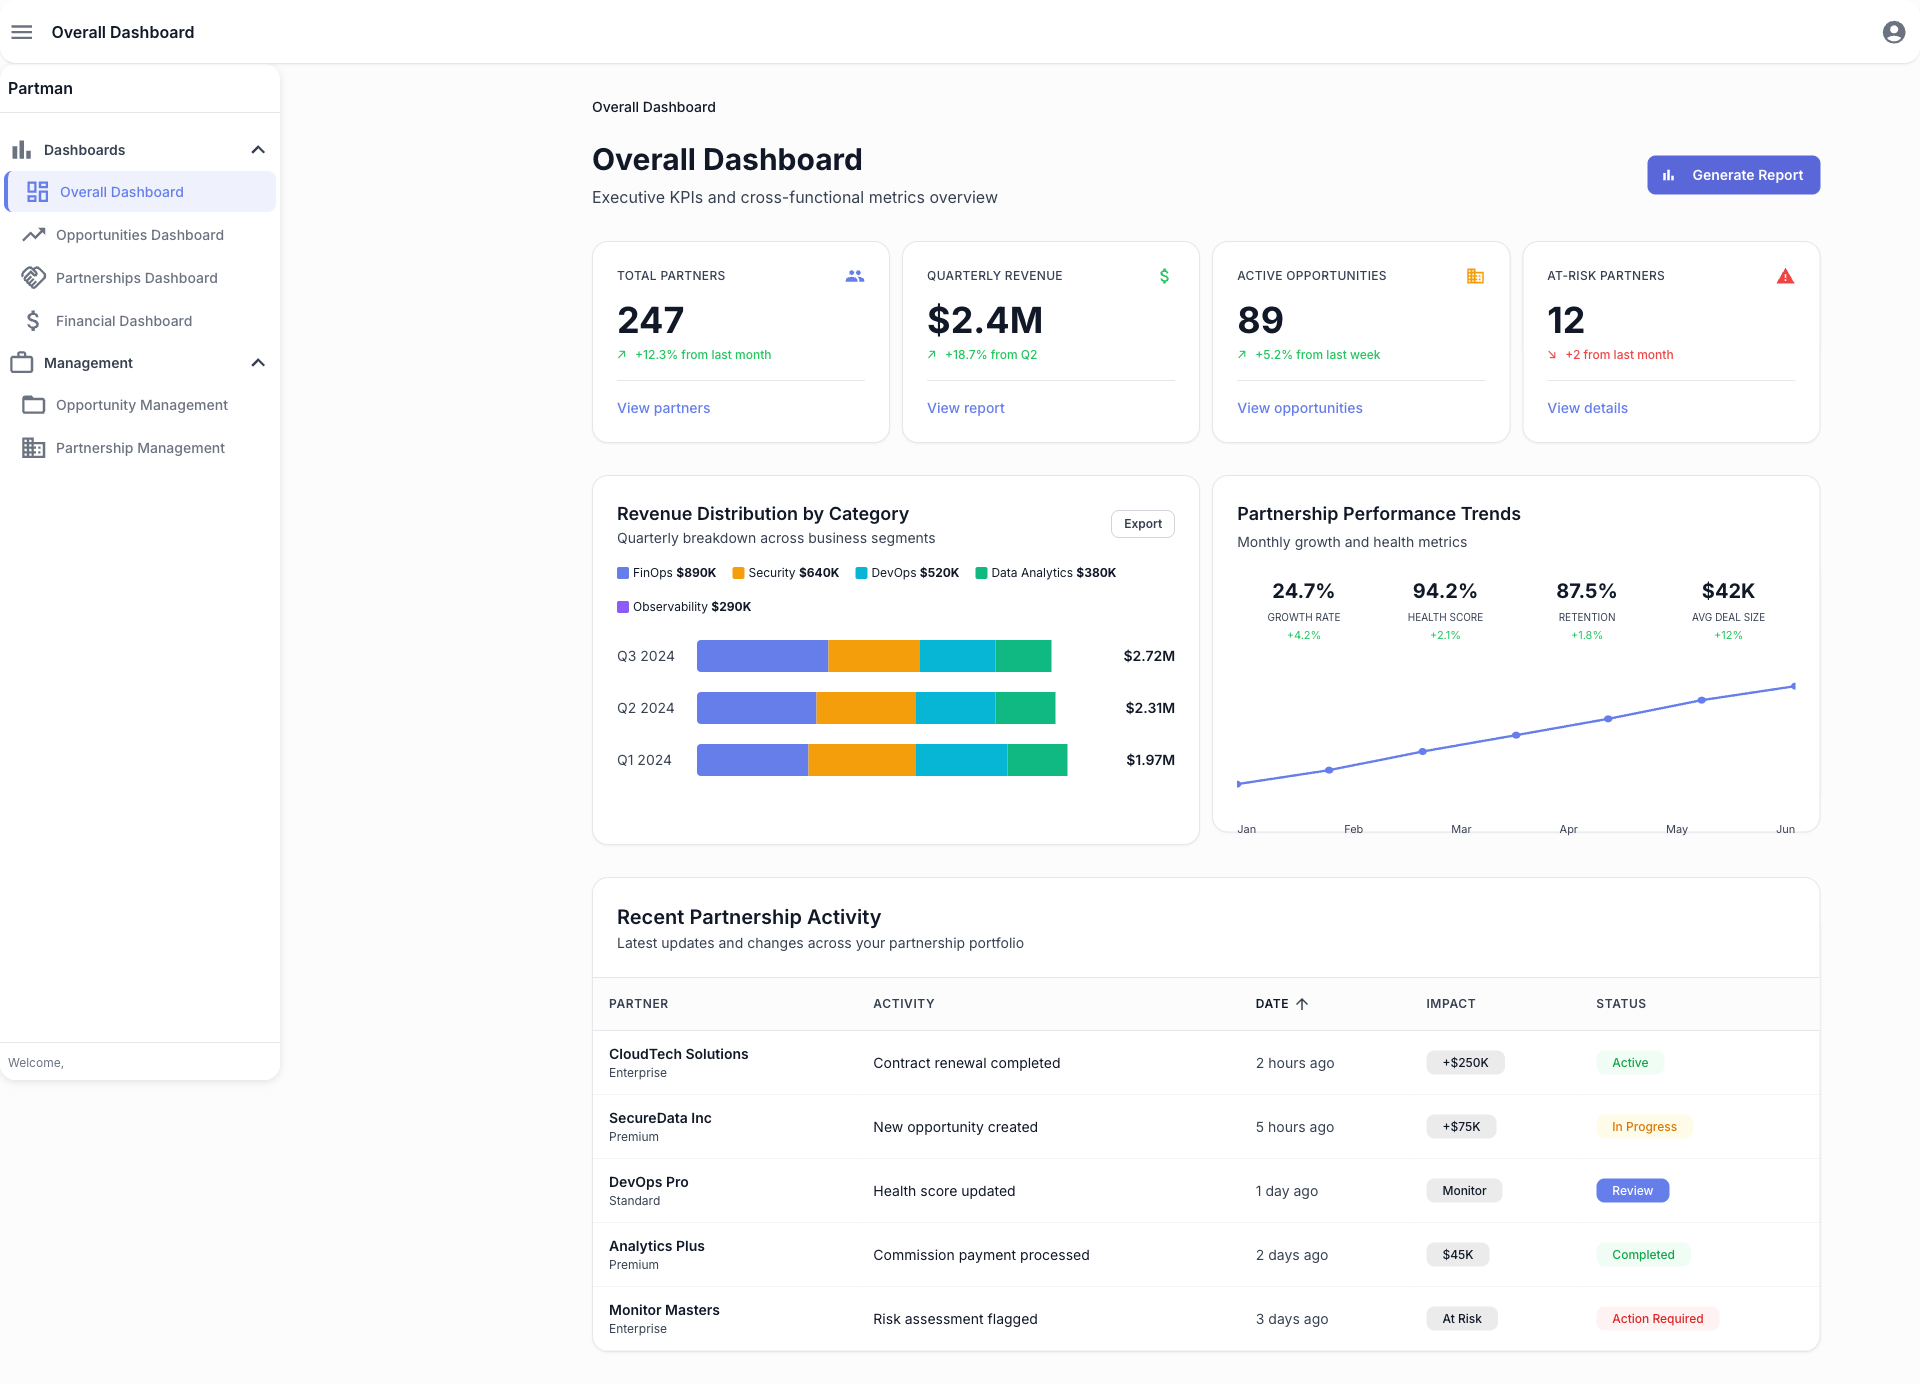 Overall Dashboard
Partman
Dashboards
Overall Dashboard
Opportunities Dashboard
Partnerships Dashboard
Financial Dashboard
Management
Opportunity Management
Partnership Management
Welcome,
Overall Dashboard
Overall Dashboard
Executive KPIs and cross-functional metrics overview
Generate Report
TOTAL PARTNERS
247
+12.3% from last month
View partners
QUARTERLY REVENUE
$2.4M
+18.7% from Q2
View report
ACTIVE OPPORTUNITIES
89
+5.2% from last week
View opportunities
AT-RISK PARTNERS
12
+2 from last month
View details
Revenue Distribution by Category
Quarterly breakdown across business segments
Export
FinOps $890K Security $640K DevOps $520K Data Analytics $380K
Observability $290K
Q3 2024 $2.72M
Q2 2024 $2.31M
Q1 2024 $1.97M
Partnership Performance Trends
Monthly growth and health metrics
24.7% 94.2% 87.5% $42K
GROWTH RATE HEALTH SCORE RETENTION AVG DEAL SIZE
+4.2% +2.1% +1.8% +12%
Jan Feb Mar Apr May Jun
Recent Partnership Activity
Latest updates and changes across your partnership portfolio
PARTNER ACTIVITY DATE IMPACT STATUS
CloudTech Solutions
Enterprise
Contract renewal completed 2 hours ago +$250K Active
SecureData Inc
Premium
New opportunity created 5 hours ago +$75K In Progress
DevOps Pro
Standard
Health score updated 1 day ago Monitor Review
Analytics Plus
Premium
Commission payment processed 2 days ago $45K Completed
Monitor Masters
Enterprise
Risk assessment flagged 3 days ago At Risk Action Required